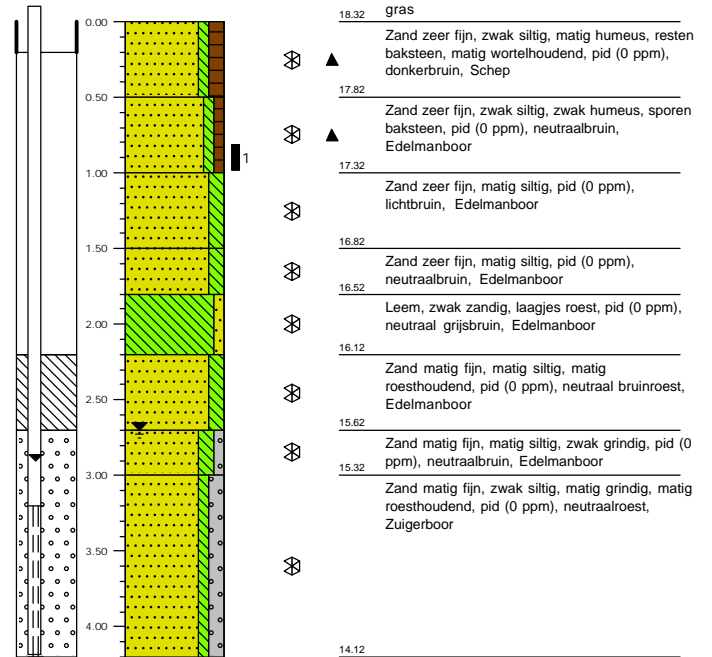 0.00
0.50
1.00
1.50
2.00
2.50
3.00
3.50
4.00
1
18.32
gras
Zand zeer fijn, zwak siltig, matig humeus, resten
baksteen, matig wortelhoudend, pid (0 ppm),
donkerbruin, Schep
17.82
Zand zeer fijn, zwak siltig, zwak humeus, sporen
baksteen, pid (0 ppm), neutraalbruin,
Edelmanboor
17.32
Zand zeer fijn, matig siltig, pid (0 ppm),
lichtbruin, Edelmanboor
16.82
Zand zeer fijn, matig siltig, pid (0 ppm),
neutraalbruin, Edelmanboor
16.52
Leem, zwak zandig, laagjes roest, pid (0 ppm),
neutraal grijsbruin, Edelmanboor
16.12
Zand matig fijn, matig siltig, matig
roesthoudend, pid (0 ppm), neutraal bruinroest,
Edelmanboor
15.62
Zand matig fijn, matig siltig, zwak grindig, pid (0
ppm), neutraalbruin, Edelmanboor
15.32
Zand matig fijn, zwak siltig, matig grindig, matig
roesthoudend, pid (0 ppm), neutraalroest,
Zuigerboor
14.12